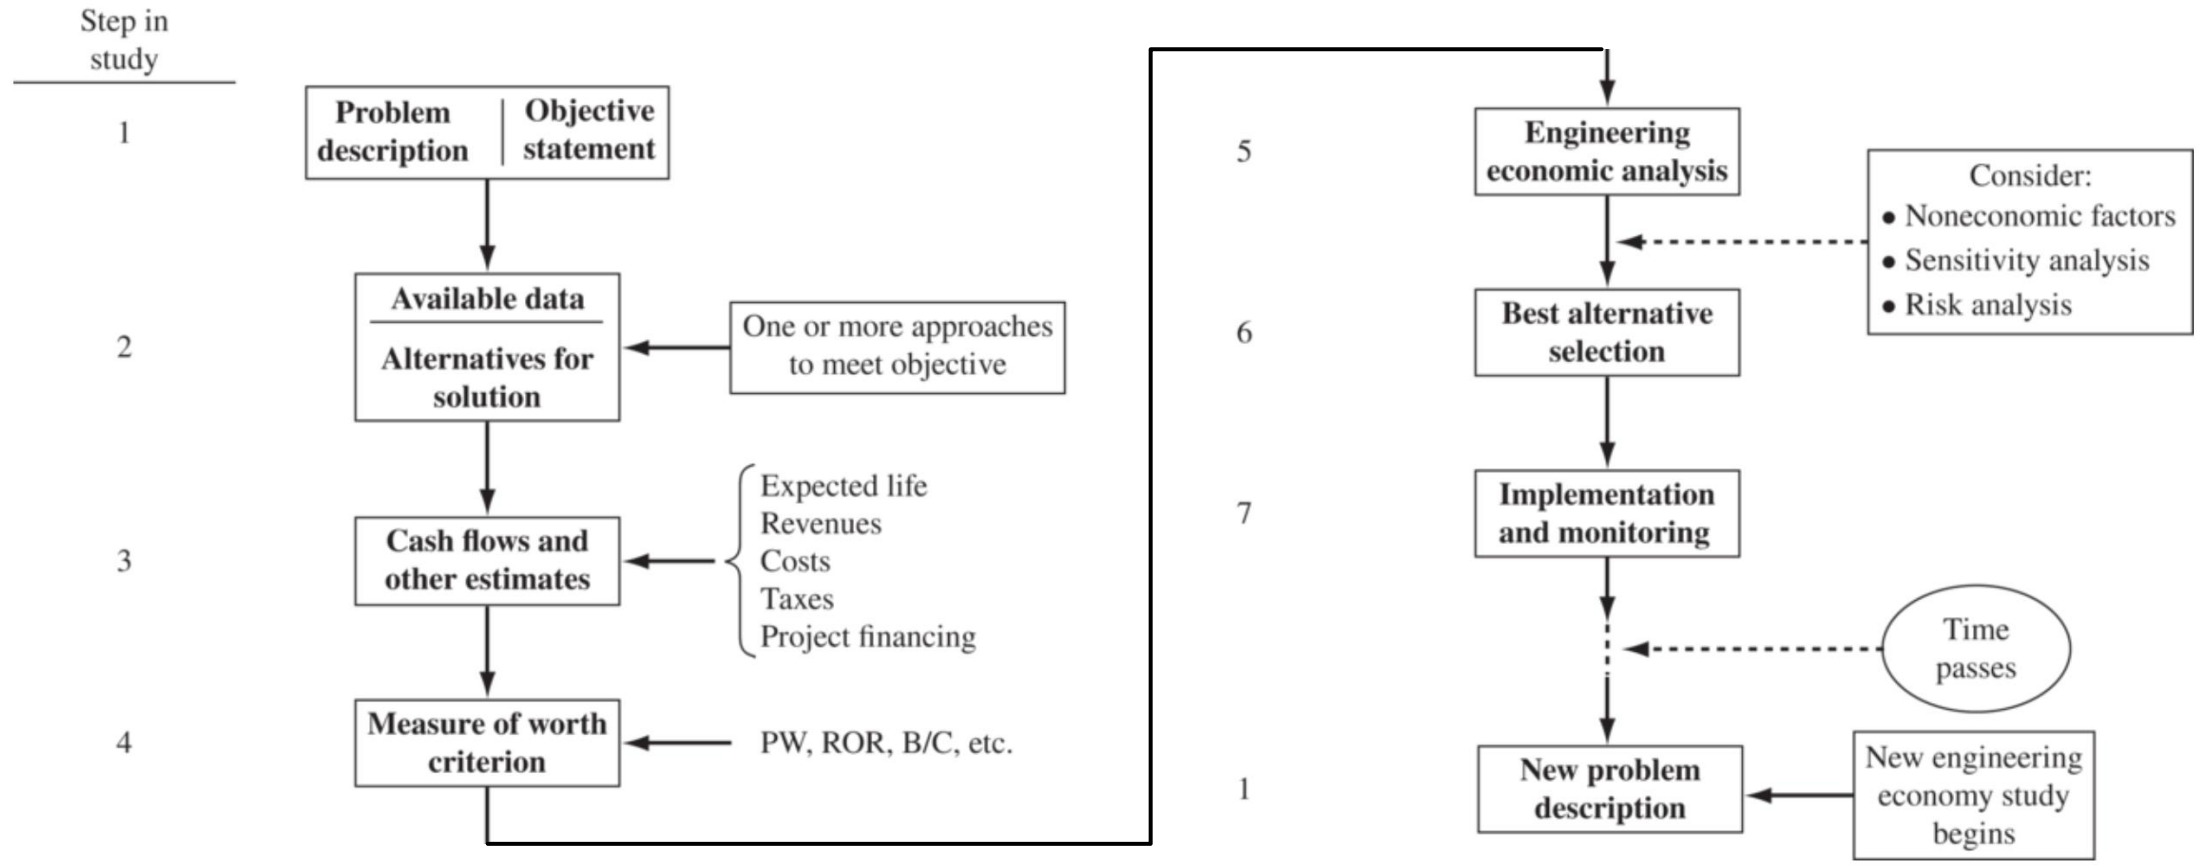 Step in
study
1
Problem
description
Objective
statement
2
Available data
Alternatives for
solution
One or more approaches
to meet objective
3
Cash flows and
other estimates
Expected life
Revenues
Costs
Taxes
Project financing
4
Measure of worth
criterion
PW, ROR, B/C, etc.
5
Engineering
economic analysis
Consider:
• Noneconomic factors
• Sensitivity analysis
• Risk analysis
6
Best alternative
selection
7
Implementation
and monitoring
Time
passes
1
New problem
description
New engineering
economy study
begins